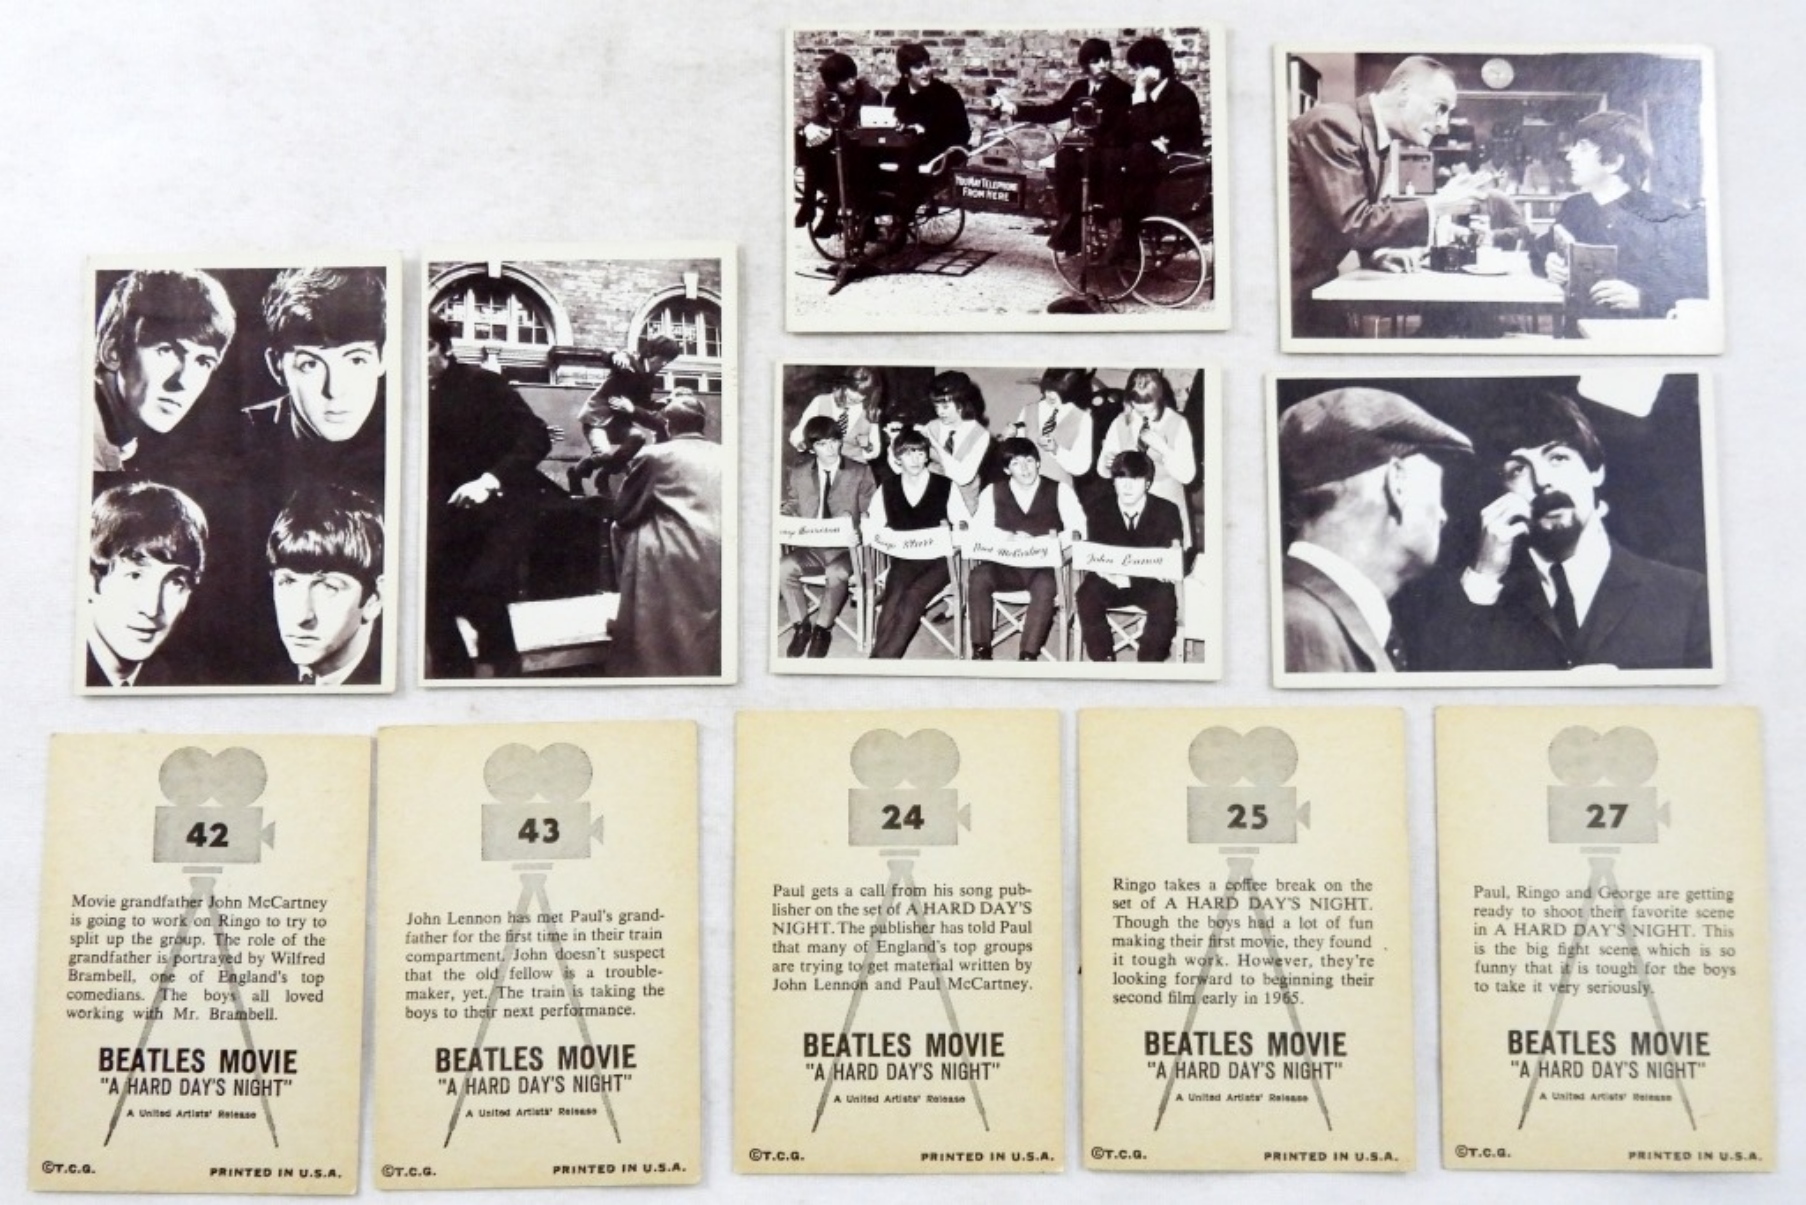 YOU MAY TELEPHONE
FROM HERE
Paul McCartney
John Lennon
42
Movie grandfather John McCartney
is going to work on Ringo to try to
split up the group. The role of the
grandfather is portrayed by Wilfred
Brambell, one of England's top
comedians. The boys all loved
working with Mr. Brambell.
BEATLES MOVIE
"A HARD DAY'S NIGHT"
A United Artists' Release
©T.C.G. PRINTED IN U.S.A.
43
John Lennon has met Paul's grand-
father for the first time in their train
compartment. John doesn't suspect
that the old fellow is a trouble-
maker, yet. The train is taking the
boys to their next performance.
BEATLES MOVIE
"A HARD DAY'S NIGHT"
A United Artists' Release
©T.C.G. PRINTED IN U.S.A.
24
Paul gets a call from his song pub-
lisher on the set of A HARD DAY'S
NIGHT. The publisher has told Paul
that many of England's top groups
are trying to get material written by
John Lennon and Paul McCartney.
BEATLES MOVIE
"A HARD DAY'S NIGHT"
A United Artists' Release
©T.C.G. PRINTED IN U.S.A.
25
Ringo takes a coffee break on the
set of A HARD DAY'S NIGHT.
Though the boys had a lot of fun
making their first movie, they found
it tough work. However, they're
looking forward to beginning their
second film early in 1965.
BEATLES MOVIE
"A HARD DAY'S NIGHT"
A United Artists' Release
©T.C.G. PRINTED IN U.S.A.
27
Paul, Ringo and George are getting
ready to shoot their favorite scene
in A HARD DAY'S NIGHT. This
is the big fight scene which is so
funny that it is tough for the boys
to take it very seriously.
BEATLES MOVIE
"A HARD DAY'S NIGHT"
A United Artists' Release
©T.C.G. PRINTED IN U.S.A.